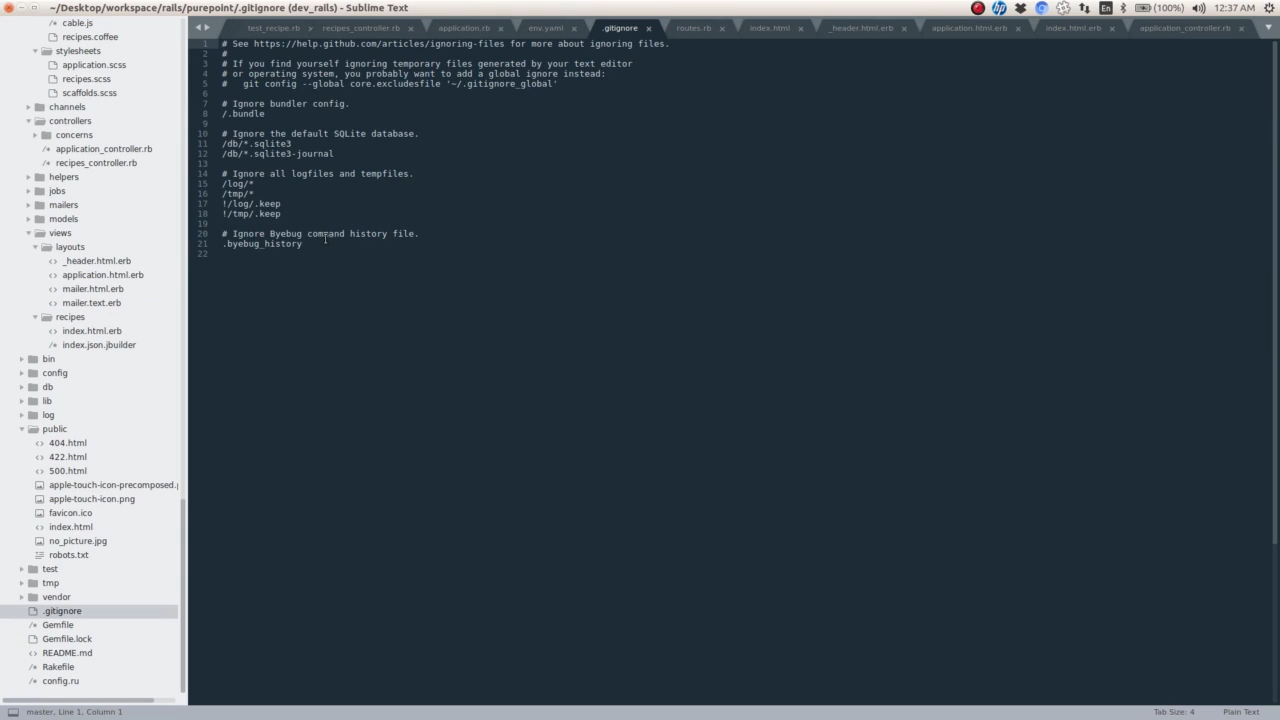 ~/Desktop/workspace/rails/purepoint/.gitignore (dev_rails) - Sublime Text
En
(100%)
12:37 AM
test_recipe.rb
recipes_controller.rb
application.rb
env.yaml
.gitignore
routes.rb
index.html
_header.html.erb
application.html.erb
index.html.erb
application_controller.rb
cable.js
recipes.coffee
stylesheets
application.scss
recipes.scss
scaffolds.scss
channels
controllers
concerns
application_controller.rb
recipes_controller.rb
helpers
jobs
mailers
models
views
layouts
_header.html.erb
application.html.erb
mailer.html.erb
mailer.text.erb
recipes
index.html.erb
index.json.jbuilder
bin
config
db
lib
log
public
404.html
422.html
500.html
apple-touch-icon-precomposed.
apple-touch-icon.png
favicon.ico
index.html
no_picture.jpg
robots.txt
test
tmp
vendor
.gitignore
Gemfile
Gemfile.lock
README.md
Rakefile
config.ru
1 # See https://help.github.com/articles/ignoring-files for more about ignoring files.
2 #
3 # If you find yourself ignoring temporary files generated by your text editor
4 # or operating system, you probably want to add a global ignore instead:
5 #   git config --global core.excludesfile '~/.gitignore_global'
6
7 # Ignore bundler config.
8 /.bundle
9
10 # Ignore the default SQLite database.
11 /db/*.sqlite3
12 /db/*.sqlite3-journal
13
14 # Ignore all logfiles and tempfiles.
15 /log/*
16 /tmp/*
17 !/log/.keep
18 !/tmp/.keep
19
20 # Ignore Byebug command history file.
21 .byebug_history
22
master, Line 1, Column 1
Tab Size: 4
Plain Text